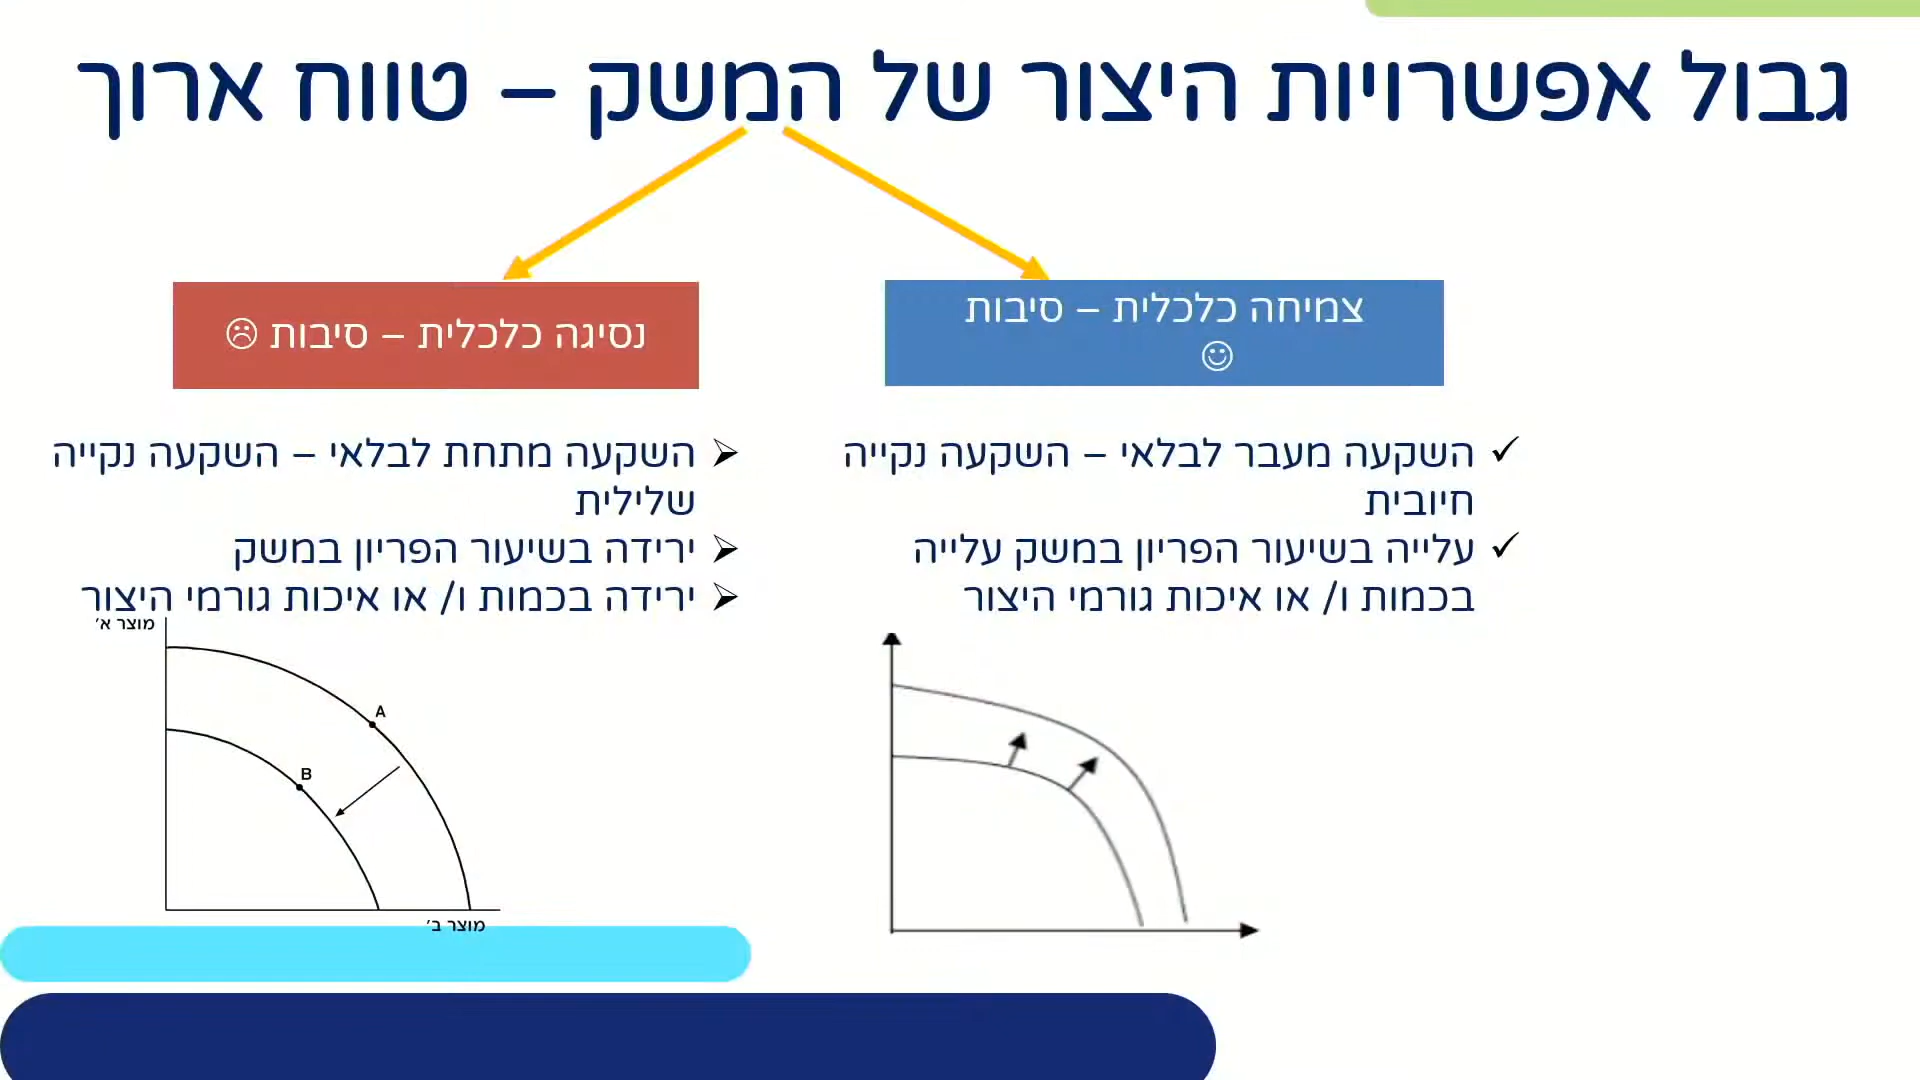 גבול אפשרויות היצור של המשק – טווח ארוך
צמיחה כלכלית – סיבות
☺
השקעה מעבר לבלאי – השקעה נקייה
חיובית
עלייה בשיעור הפריון במשק עלייה
בכמות ו/ או איכות גורמי היצור
נסיגה כלכלית – סיבות ☹
השקעה מתחת לבלאי – השקעה נקייה
שלילית
ירידה בשיעור הפריון במשק
ירידה בכמות ו/ או איכות גורמי היצור
מוצר א'
A
B
מוצר ב'